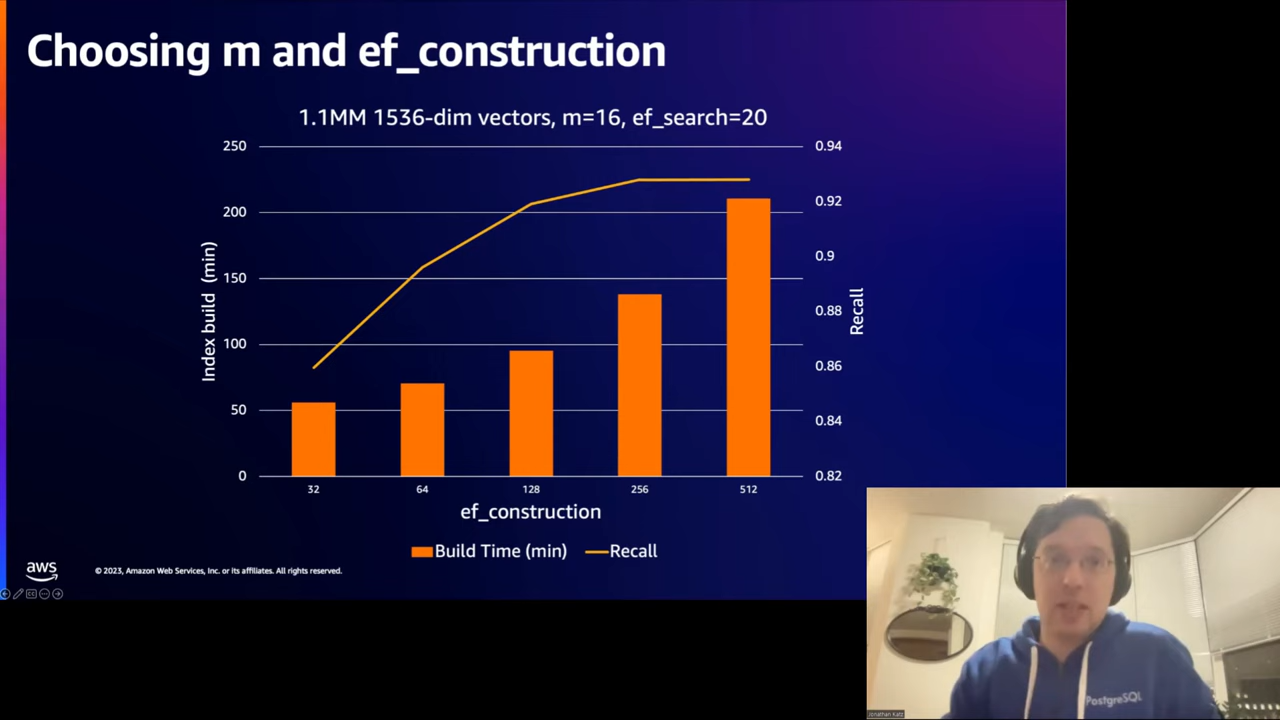 Choosing m and ef_construction
1.1MM 1536-dim vectors, m=16, ef_search=20
250
200
150
100
50
0
Index build (min)
0.94
0.92
0.9
0.88
0.86
0.84
0.82
Recall
32 64 128 256 512
ef_construction
Build Time (min) Recall
aws
© 2023, Amazon Web Services, Inc. or its affiliates. All rights reserved.
PostgreSQL
Jonathan Katz